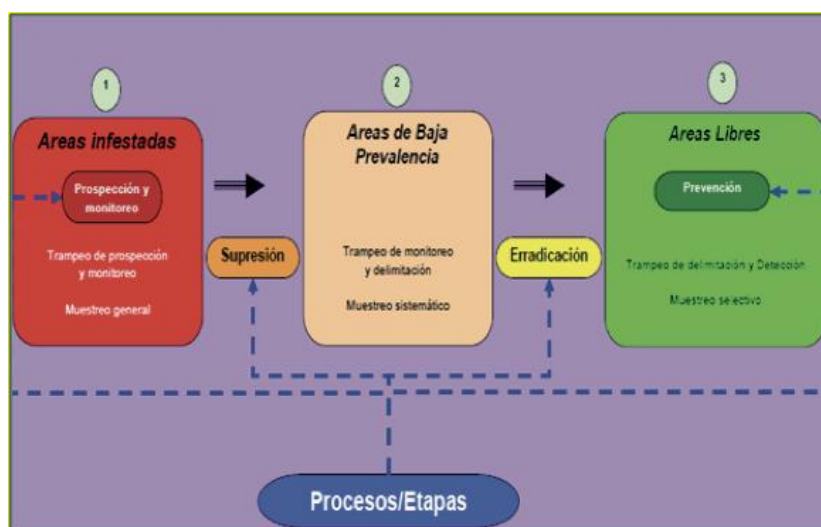 1
Areas infestadas
Prospección y
monitoreo
Trampeo de prospección
y monitoreo
Muestreo general
Supresión
2
Areas de Baja
Prevalencia
Trampeo de monitoreo
y delimitación
Muestreo sistemático
Erradicación
3
Areas Libres
Prevención
Trampeo de delimitación y Detección
Muestreo selectivo
Procesos/Etapas